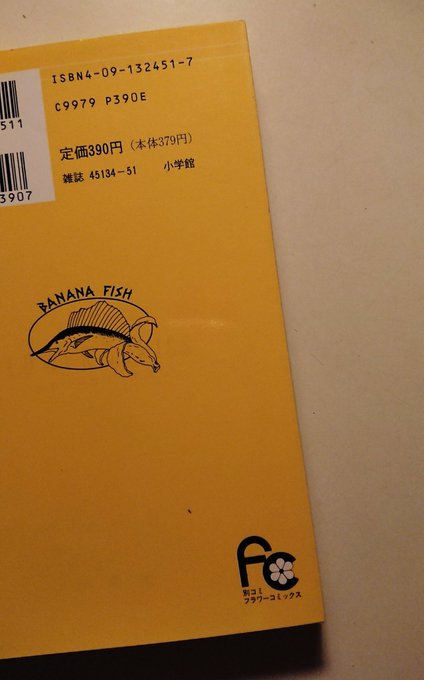 ISBN4-09-132451-7
C9979 P390E
511
定価390円（本体379円）
雑誌 45134-51 小学館
3907
BANANA FISH
fc
別コミ
フラワーコミックス